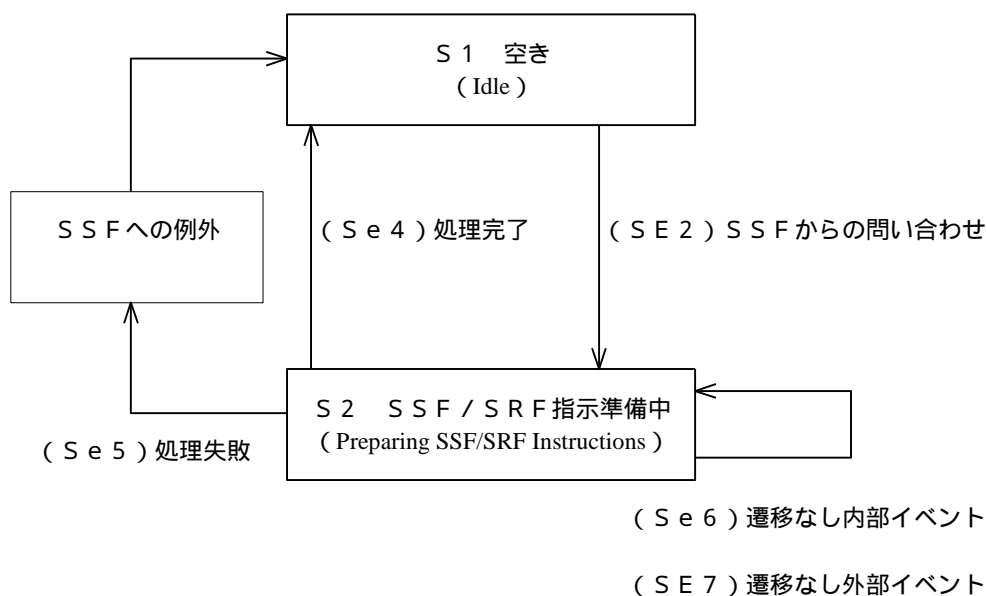 Ｓ１　空き
（Idle）
ＳＳＦへの例外
（Ｓｅ４）処理完了
（ＳＥ２）ＳＳＦからの問い合わせ
Ｓ２　ＳＳＦ／ＳＲＦ指示準備中
（Preparing SSF/SRF Instructions）
（Ｓｅ５）処理失敗
（Ｓｅ６）遷移なし内部イベント
（ＳＥ７）遷移なし外部イベント